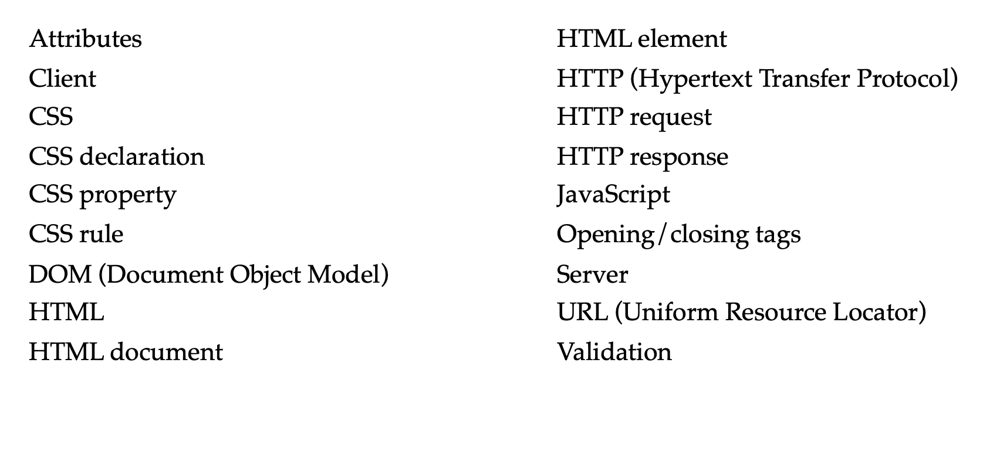 Attributes
Client
CSS
CSS declaration
CSS property
CSS rule
DOM (Document Object Model)
HTML
HTML document
HTML element
HTTP (Hypertext Transfer Protocol)
HTTP request
HTTP response
JavaScript
Opening/closing tags
Server
URL (Uniform Resource Locator)
Validation